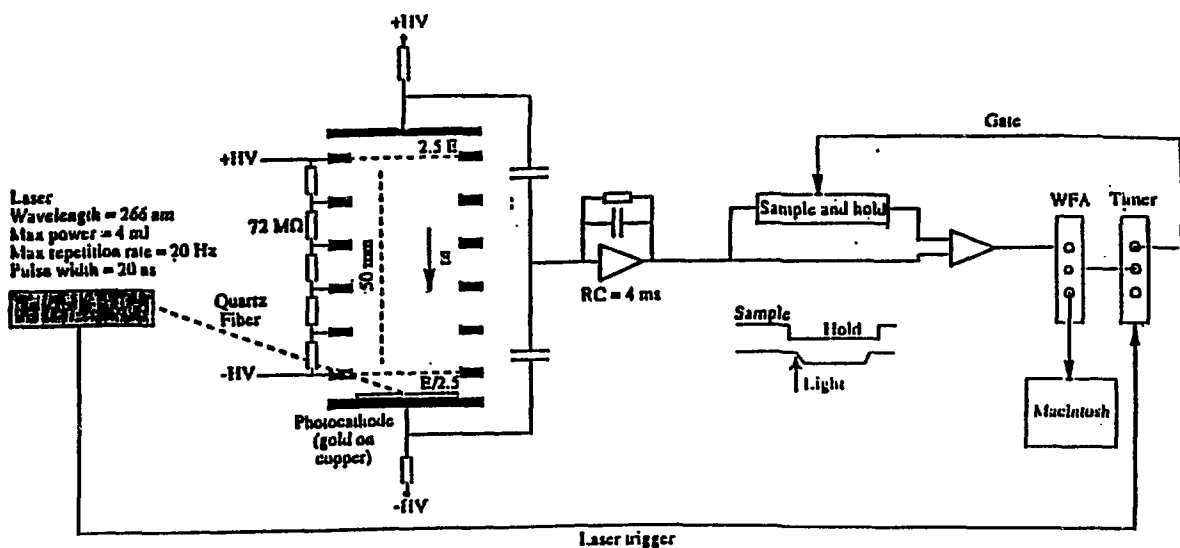 +HV
Gate
2.5 E
+HV
Laser
Wavelength = 266 nm
Max power = 4 mJ
Max repetition rate = 20 Hz
Pulse width = 20 ns
72 MΩ
50 mm
E
Sample and hold
WFA
Timer
RC = 4 ms
Quartz
Fiber
Sample
Hold
Light
-HV
E/2.5
Photocathode
(gold on
copper)
Macintosh
-HV
Laser trigger